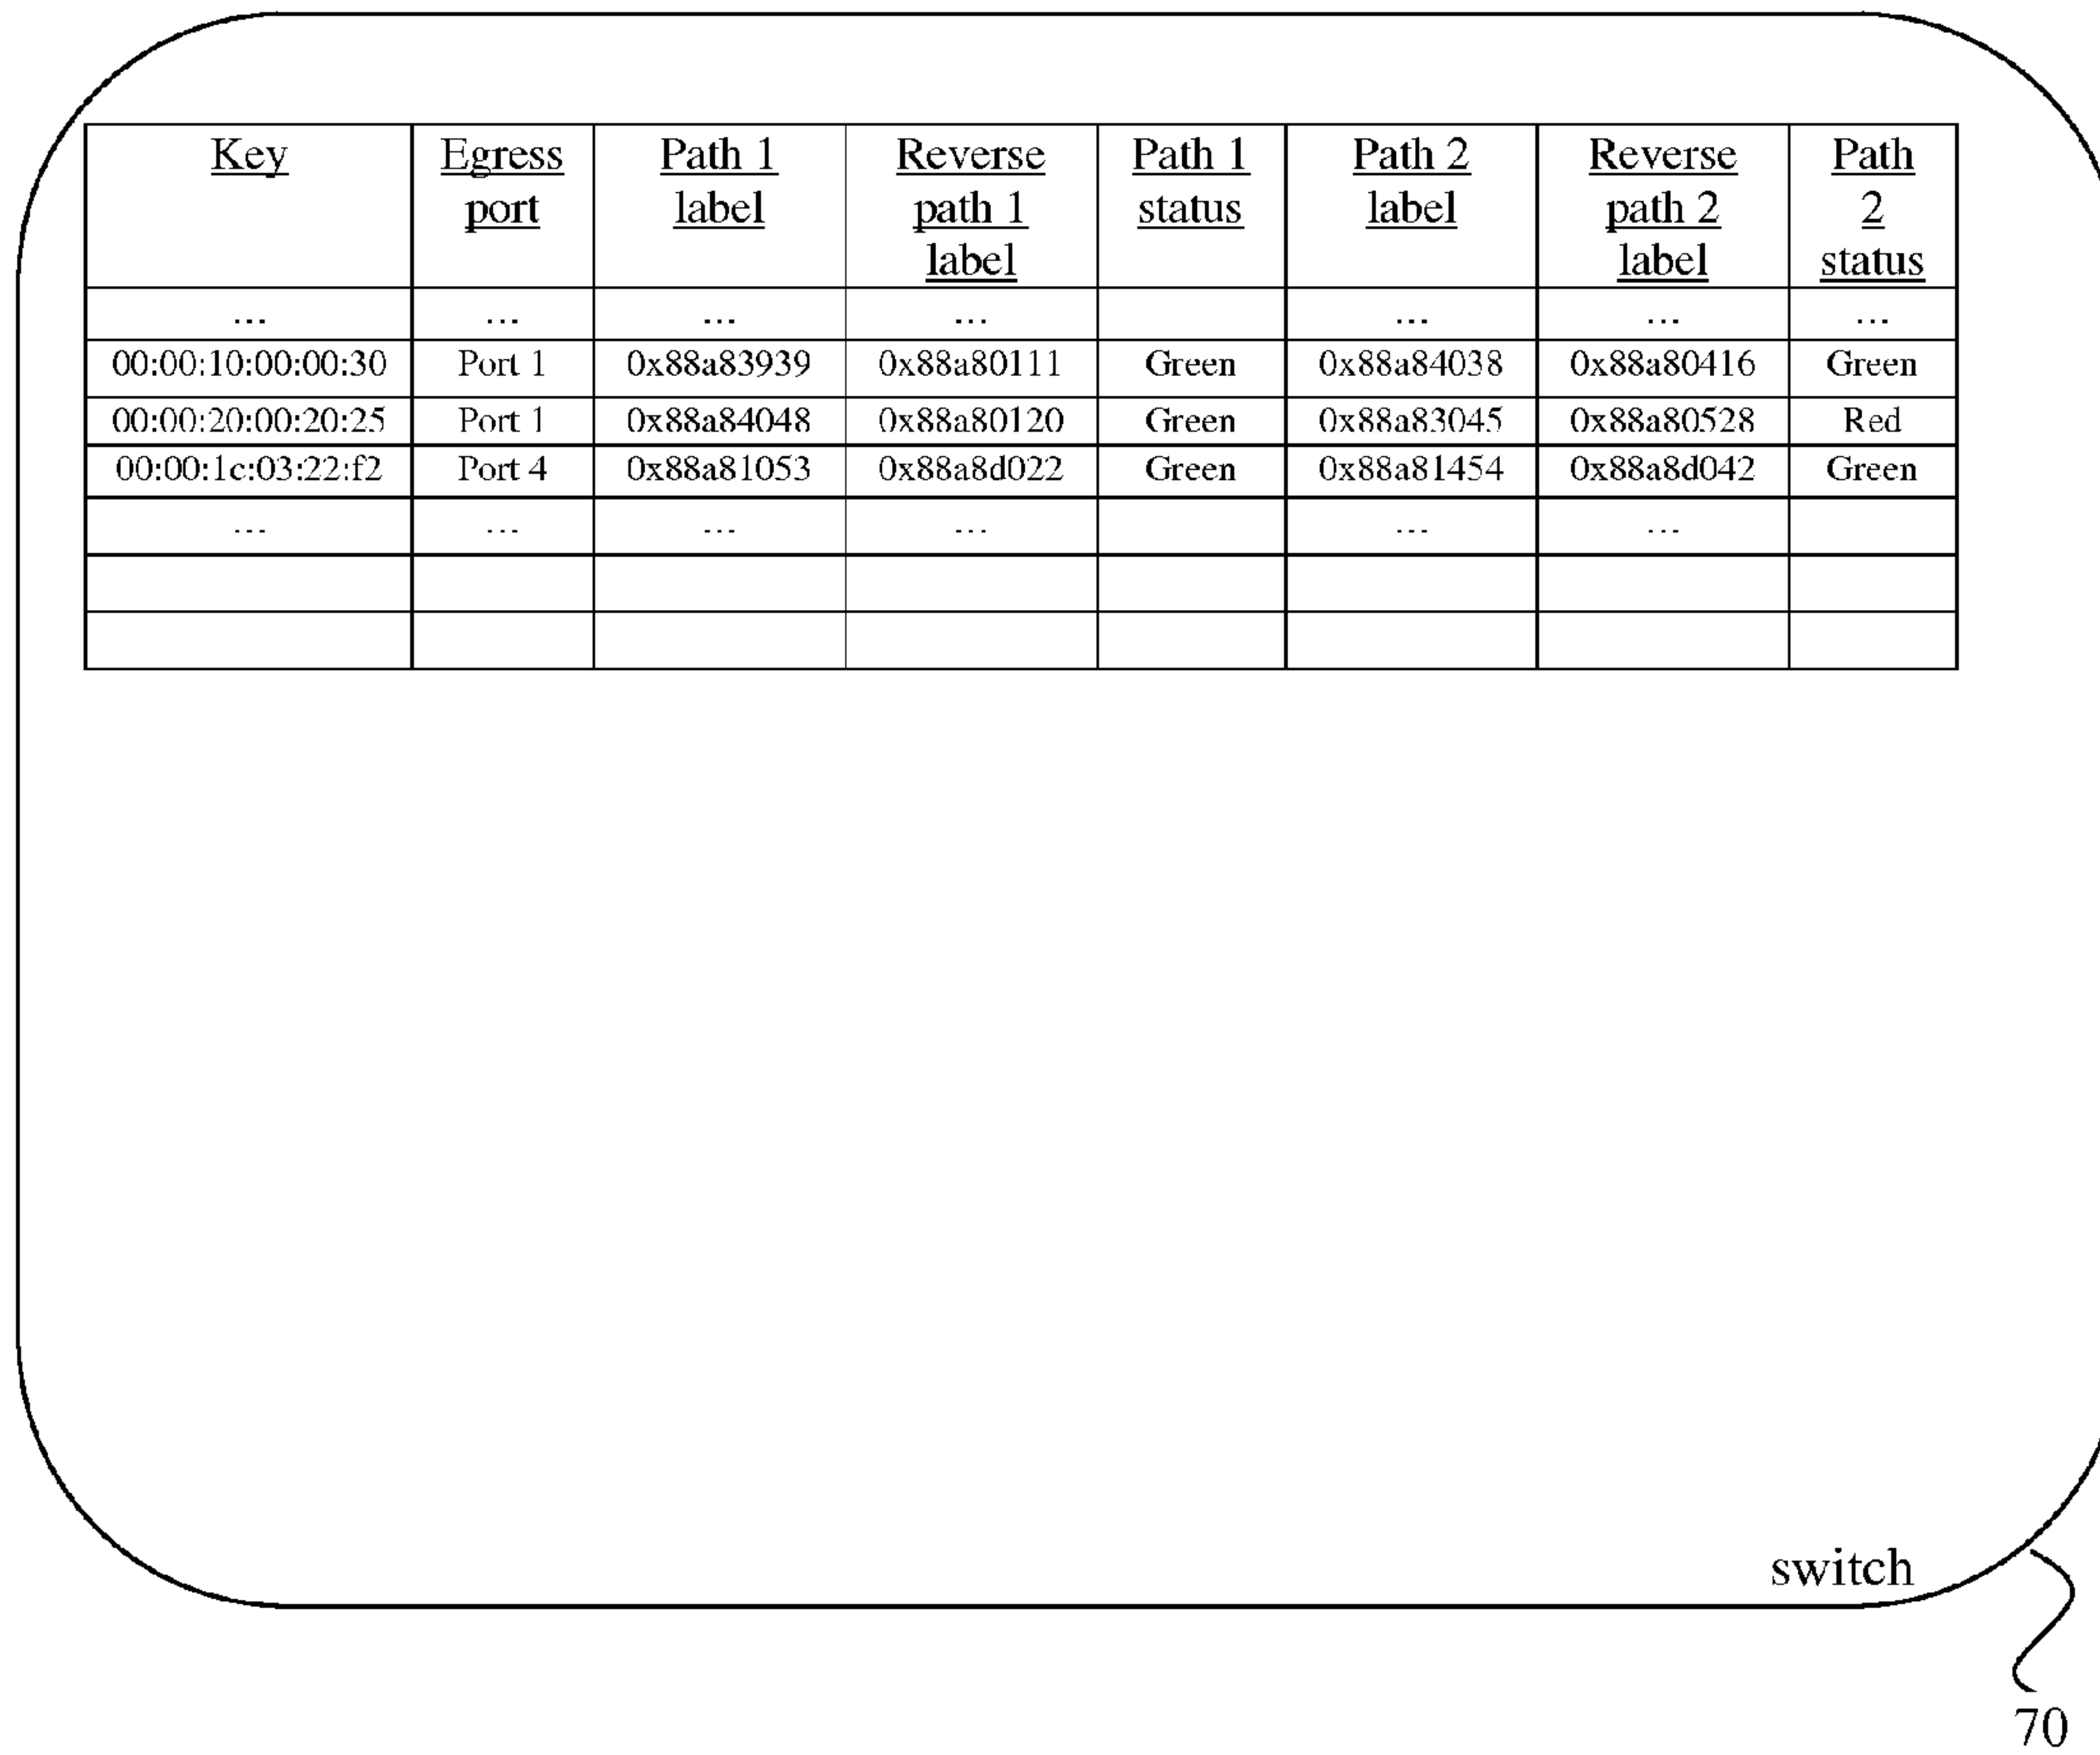 Key Egress port Path 1 label Reverse path 1 label Path 1 status Path 2 label Reverse path 2 label Path 2 status
... ... ... ... ... ... ...
00:00:10:00:00:30 Port 1 0x88a83939 0x88a80111 Green 0x88a84038 0x88a80416 Green
00:00:20:00:20:25 Port 1 0x88a84048 0x88a80120 Green 0x88a83045 0x88a80528 Red
00:00:1c:03:22:f2 Port 4 0x88a81053 0x88a8d022 Green 0x88a81454 0x88a8d042 Green
... ... ... ... ... ...
switch
70